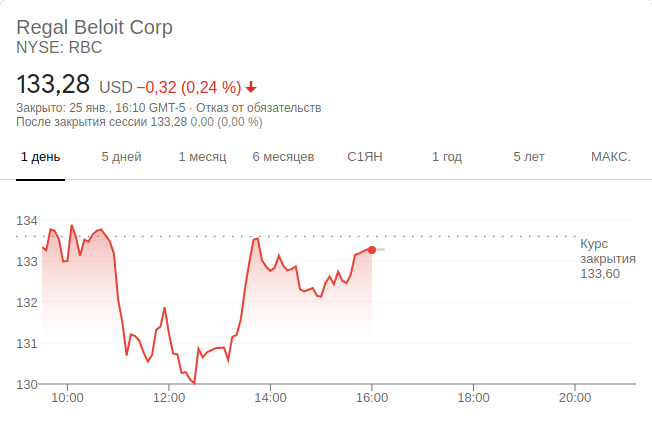 Regal Beloit Corp
NYSE: RBC
133,28 USD −0,32 (0,24 %)
Закрыто: 25 янв., 16:10 GMT-5 · Отказ от обязательств
После закрытия сессии 133,28 0,00 (0,00 %)
1 день 5 дней 1 месяц 6 месяцев С1ЯН 1 год 5 лет МАКС.
134
133
132
131
130
Курс
закрытия
133,60
10:00 12:00 14:00 16:00 18:00 20:00